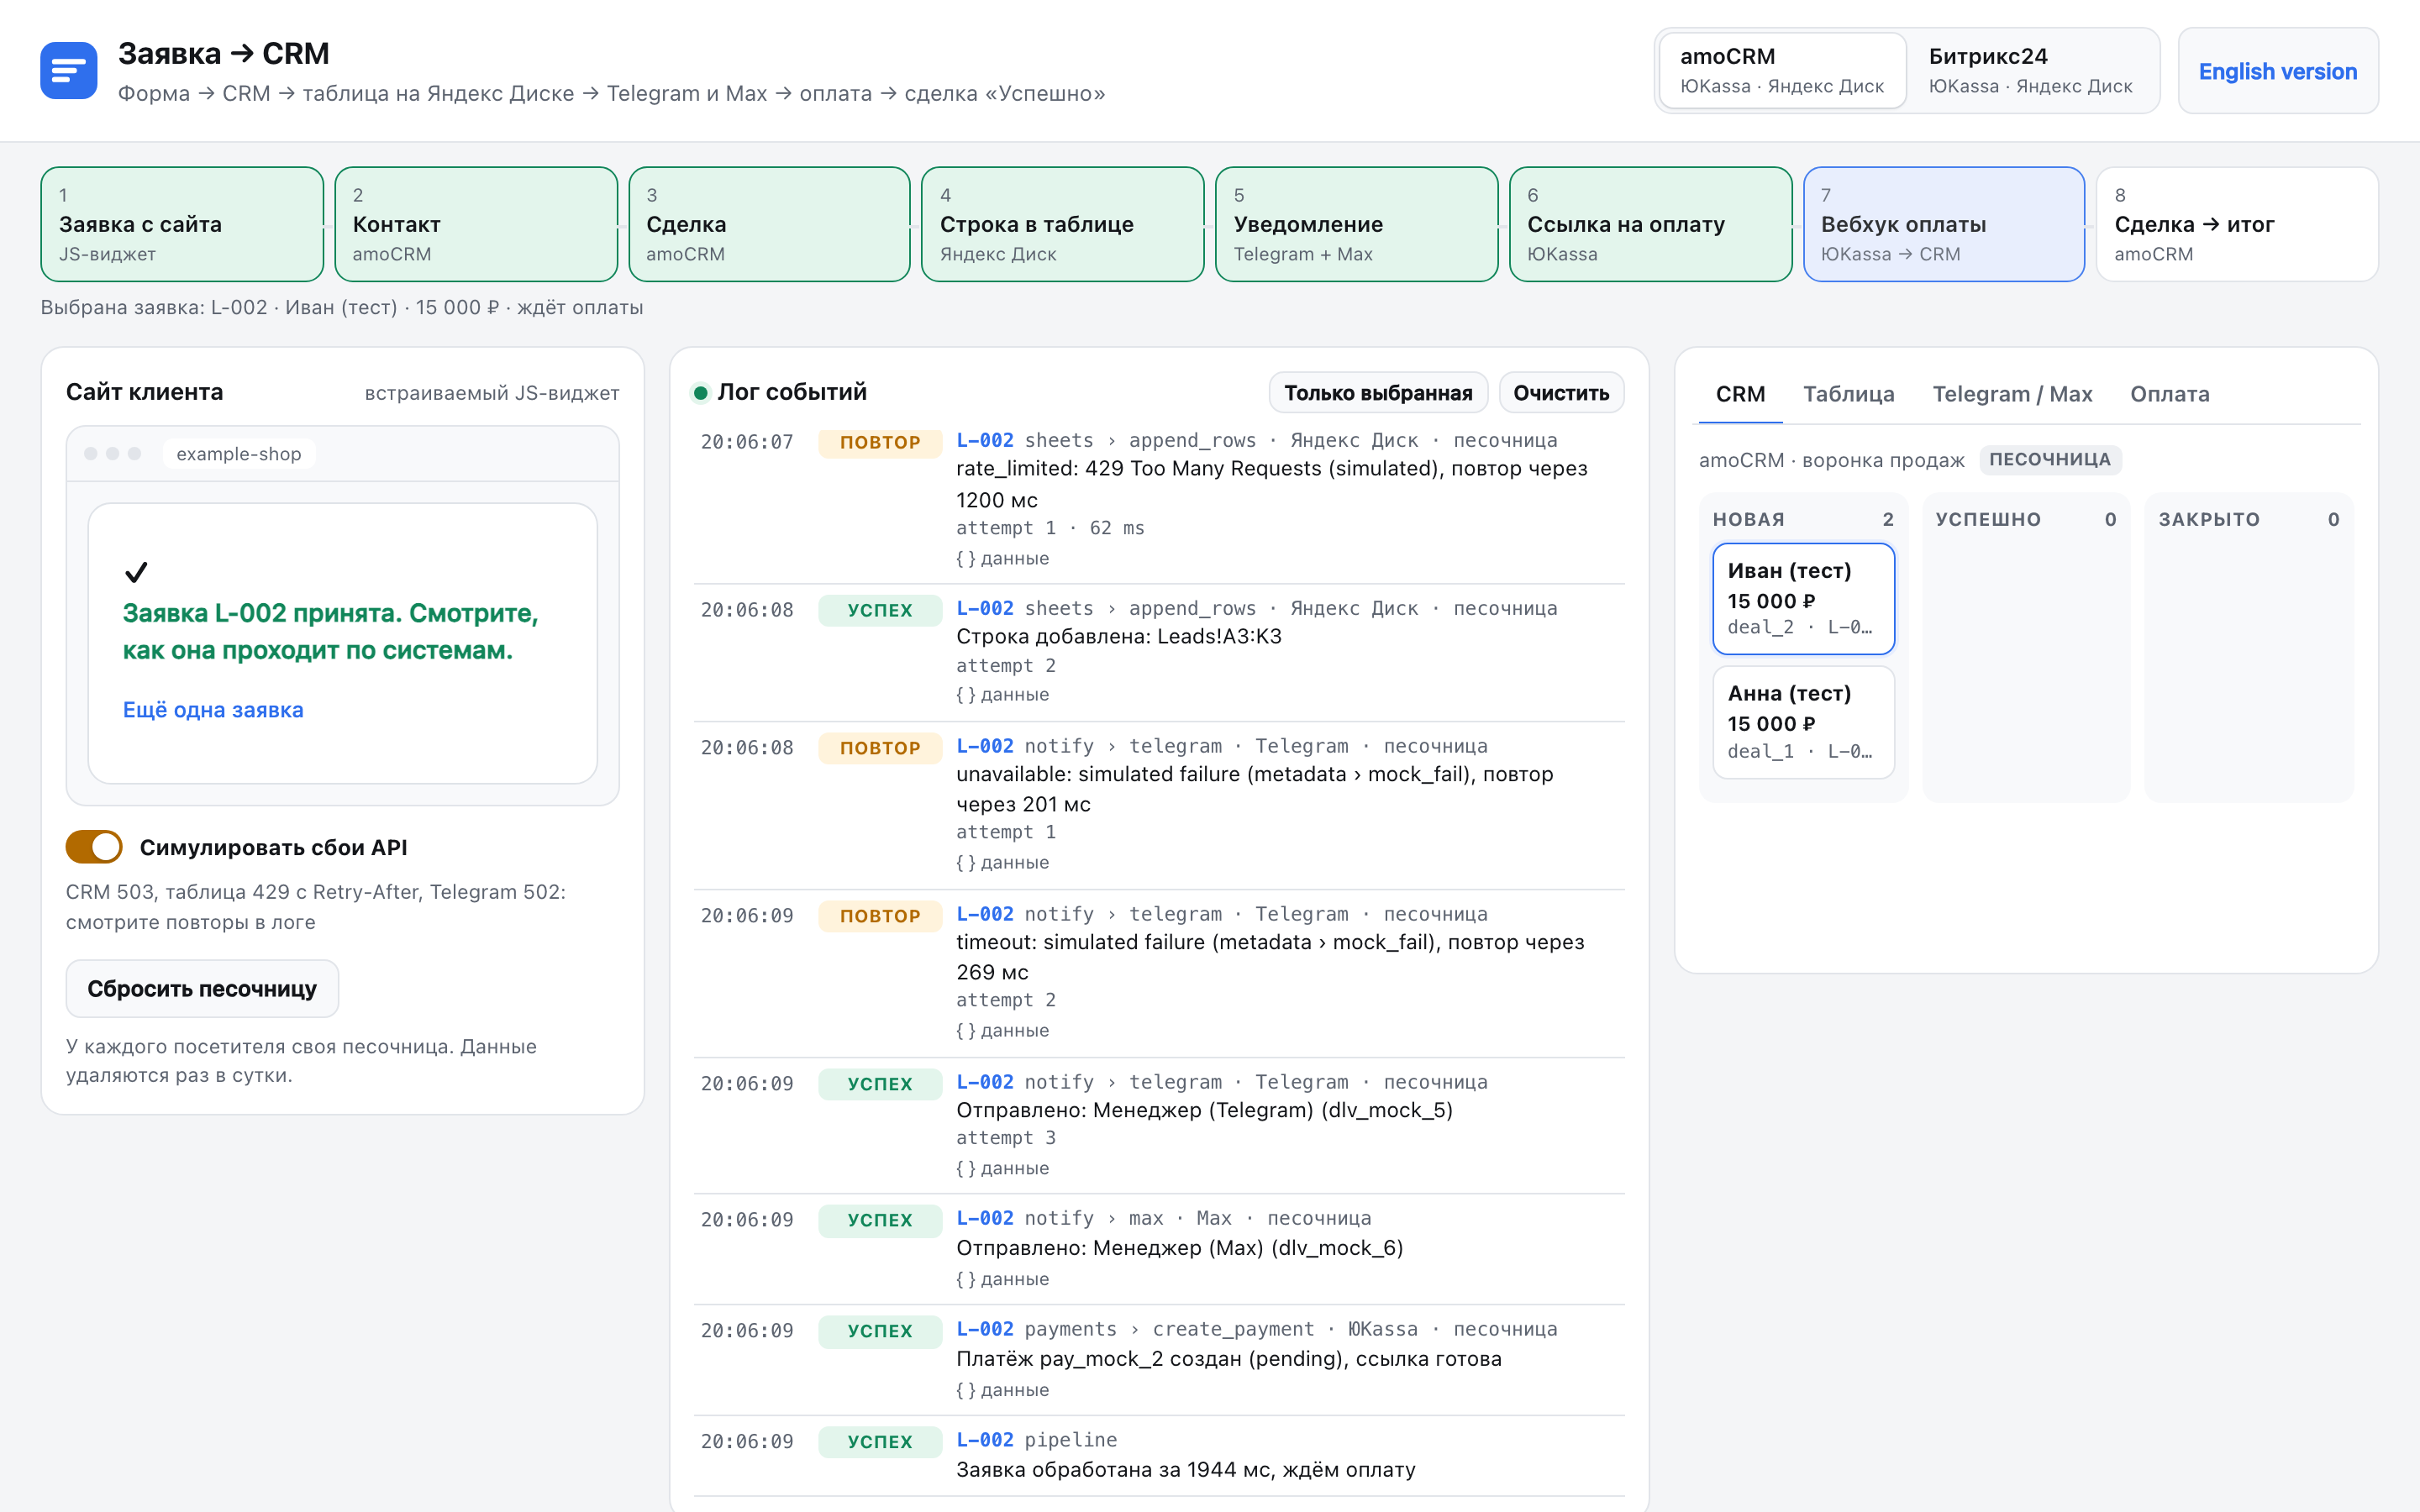 Заявка → CRM
Форма → CRM → таблица на Яндекс Диске → Telegram и Max → оплата → сделка «Успешно»
amoCRM
ЮKassa · Яндекс Диск
Битрикс24
ЮKassa · Яндекс Диск
English version
1
Заявка с сайта
JS-виджет
2
Контакт
amoCRM
3
Сделка
amoCRM
4
Строка в таблице
Яндекс Диск
5
Уведомление
Telegram + Max
6
Ссылка на оплату
ЮKassa
7
Вебхук оплаты
ЮKassa → CRM
8
Сделка → итог
amoCRM
Выбрана заявка: L-002 · Иван (тест) · 15 000 ₽ · ждёт оплаты
Сайт клиента
встраиваемый JS-виджет
example-shop
✓
Заявка L-002 принята. Смотрите,
как она проходит по системам.
Ещё одна заявка
Симулировать сбои API
CRM 503, таблица 429 с Retry-After, Telegram 502:
смотрите повторы в логе
Сбросить песочницу
У каждого посетителя своя песочница. Данные
удаляются раз в сутки.
Лог событий
Только выбранная
Очистить
20:06:07 ПОВТОР L-002 sheets › append_rows · Яндекс Диск · песочница
rate_limited: 429 Too Many Requests (simulated), повтор через
1200 мс
attempt 1 · 62 ms
{ } данные
20:06:08 УСПЕХ L-002 sheets › append_rows · Яндекс Диск · песочница
Строка добавлена: Leads!A3:K3
attempt 2
{ } данные
20:06:08 ПОВТОР L-002 notify › telegram · Telegram · песочница
unavailable: simulated failure (metadata › mock_fail), повтор
через 201 мс
attempt 1
{ } данные
20:06:09 ПОВТОР L-002 notify › telegram · Telegram · песочница
timeout: simulated failure (metadata › mock_fail), повтор через
269 мс
attempt 2
{ } данные
20:06:09 УСПЕХ L-002 notify › telegram · Telegram · песочница
Отправлено: Менеджер (Telegram) (dlv_mock_5)
attempt 3
{ } данные
20:06:09 УСПЕХ L-002 notify › max · Max · песочница
Отправлено: Менеджер (Max) (dlv_mock_6)
{ } данные
20:06:09 УСПЕХ L-002 payments › create_payment · ЮKassa · песочница
Платёж pay_mock_2 создан (pending), ссылка готова
{ } данные
20:06:09 УСПЕХ L-002 pipeline
Заявка обработана за 1944 мс, ждём оплату
CRM
Таблица
Telegram / Max
Оплата
amoCRM · воронка продаж ПЕСОЧНИЦА
НОВАЯ 2
Иван (тест)
15 000 ₽
deal_2 · L-0…
Анна (тест)
15 000 ₽
deal_1 · L-0…
УСПЕШНО 0
ЗАКРЫТО 0